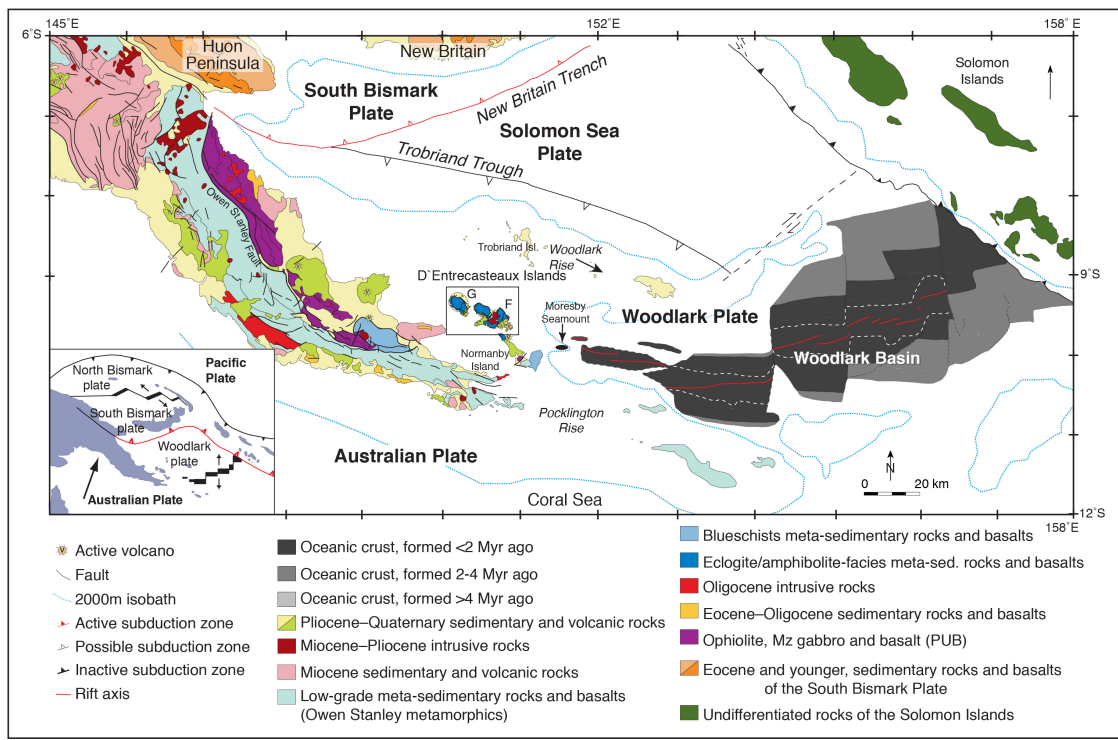 145°E
152°E
158°E
6°S
Huon
Peninsula
New Britain
Solomon
Islands
South Bismark
Plate
New Britain Trench
Solomon Sea
Plate
Trobriand Trough
Owen Stanley Fault
Trobriand Isl.
Woodlark
Rise
9°S
D`Entrecasteaux Islands
G
F
Moresby
Seamount
Woodlark Plate
Woodlark Basin
Normanby
Island
Pocklington
Rise
Australian Plate
Coral Sea
N
0 20 km
12°S
158°E
Pacific
Plate
North Bismark
plate
South Bismark
plate
Woodlark
plate
Australian Plate
V Active volcano
Fault
2000m isobath
Active subduction zone
Possible subduction zone
Inactive subduction zone
Rift axis
Oceanic crust, formed <2 Myr ago
Oceanic crust, formed 2-4 Myr ago
Oceanic crust, formed >4 Myr ago
Pliocene–Quaternary sedimentary and volcanic rocks
Miocene–Pliocene intrusive rocks
Miocene sedimentary and volcanic rocks
Low-grade meta-sedimentary rocks and basalts
(Owen Stanley metamorphics)
Blueschists meta-sedimentary rocks and basalts
Eclogite/amphibolite-facies meta-sed. rocks and basalts
Oligocene intrusive rocks
Eocene–Oligocene sedimentary rocks and basalts
Ophiolite, Mz gabbro and basalt (PUB)
Eocene and younger, sedimentary rocks and basalts
of the South Bismark Plate
Undifferentiated rocks of the Solomon Islands